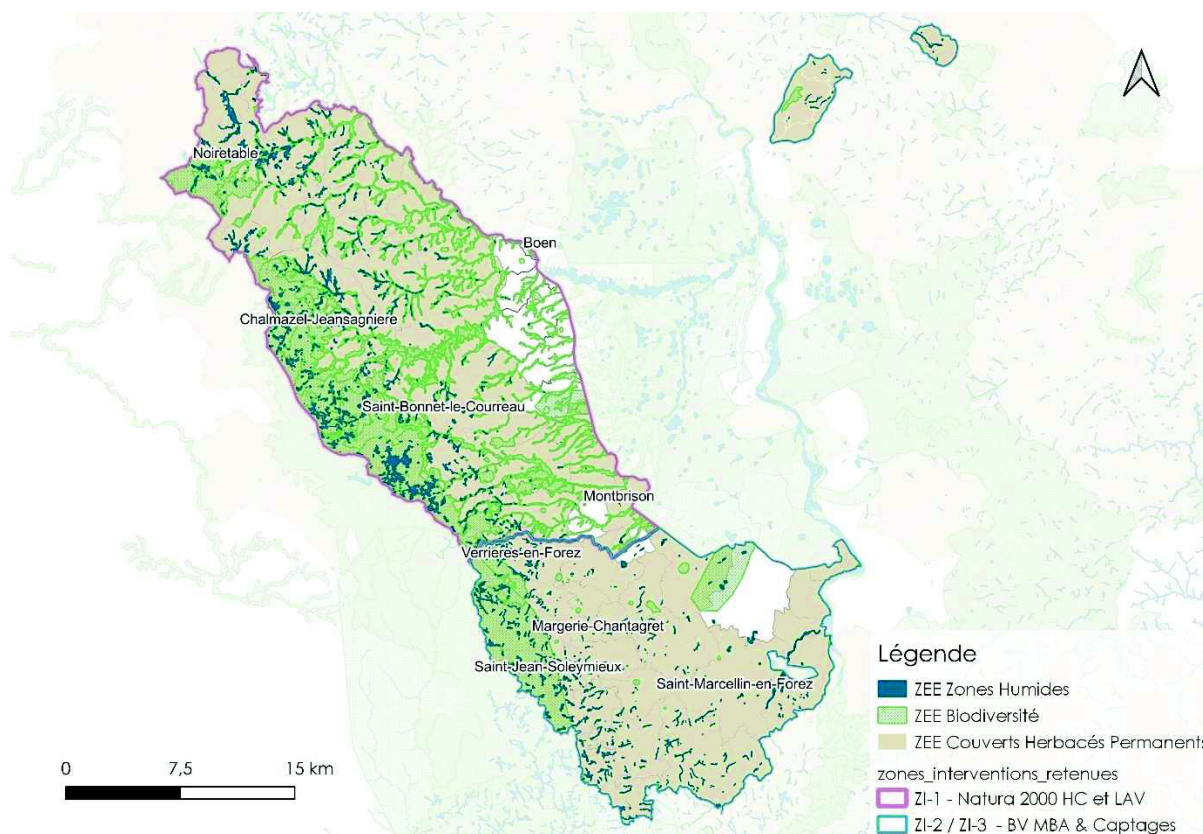 Noiretable
Boen
Chalmazel-Jeansagniere
Saint-Bonnet-le-Courreau
Montbrison
Verrieres-en-Forez
Margerie-Chantagret
Saint-Jean-Soleymieux
Saint-Marcellin-en-Forez
Légende
ZEE Zones Humides
ZEE Biodiversité
ZEE Couverts Herbacés Permanents
zones_interventions_retenues
ZI-1 - Natura 2000 HC et LAV
ZI-2 / ZI-3 - BV MBA & Captages
0 7,5 15 km